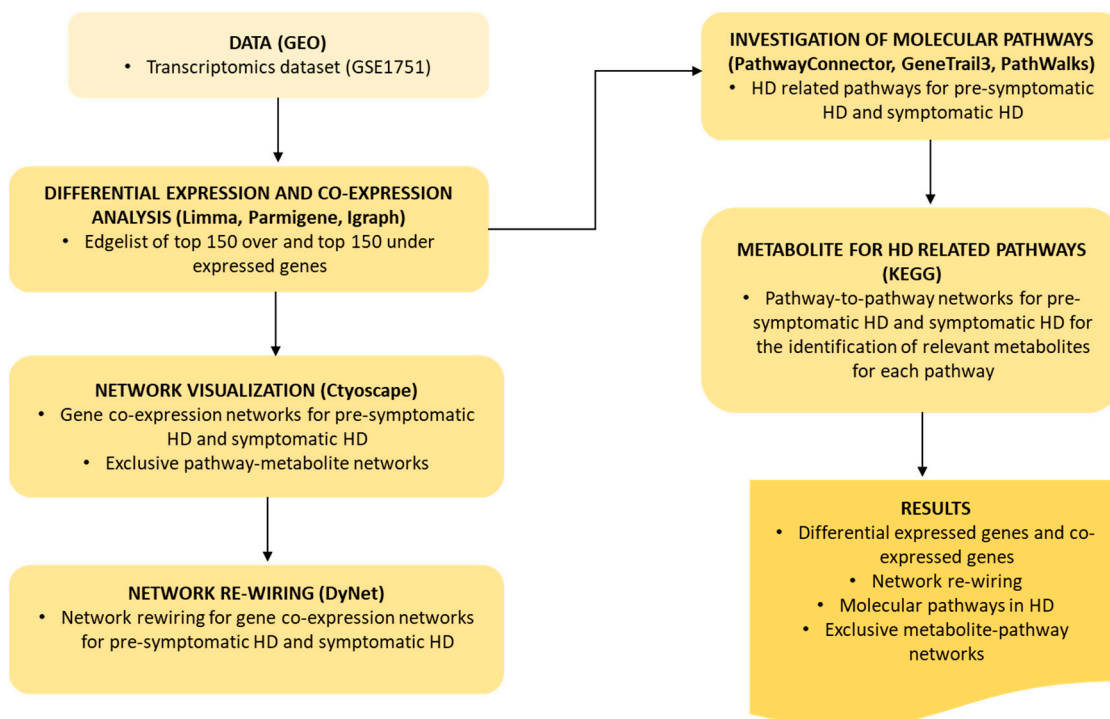 DATA (GEO)
• Transcriptomics dataset (GSE1751)
DIFFERENTIAL EXPRESSION AND CO-EXPRESSION
ANALYSIS (Limma, Parmigene, Igraph)
• Edgelist of top 150 over and top 150 under
expressed genes
NETWORK VISUALIZATION (Ctyoscape)
• Gene co-expression networks for pre-symptomatic
HD and symptomatic HD
• Exclusive pathway-metabolite networks
NETWORK RE-WIRING (DyNet)
• Network rewiring for gene co-expression networks
for pre-symptomatic HD and symptomatic HD
INVESTIGATION OF MOLECULAR PATHWAYS
(PathwayConnector, GeneTrail3, PathWalks)
• HD related pathways for pre-symptomatic
HD and symptomatic HD
METABOLITE FOR HD RELATED PATHWAYS
(KEGG)
• Pathway-to-pathway networks for pre-
symptomatic HD and symptomatic HD for
the identification of relevant metabolites
for each pathway
RESULTS
• Differential expressed genes and co-
expressed genes
• Network re-wiring
• Molecular pathways in HD
• Exclusive metabolite-pathway
networks